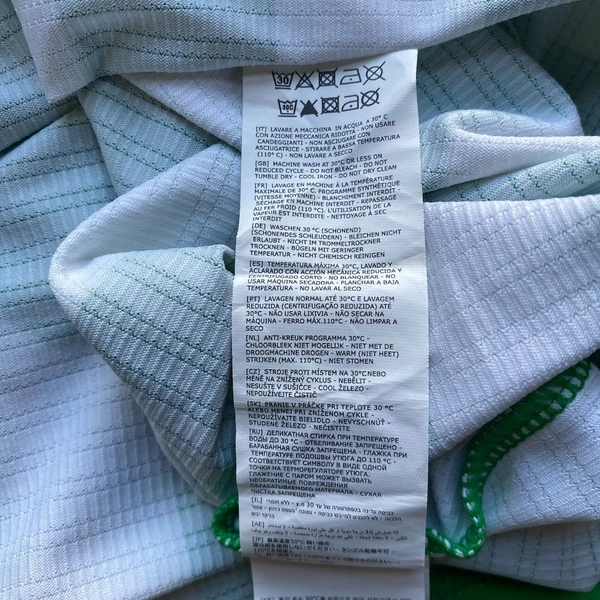 30
30C
[IT] LAVARE A MACCHINA IN ACQUA A 30° C
CON AZIONE MECCANICA RIDOTTA - NON USARE
CANDEGGIANTI - NON ASCIUGARE CON
ASCIUGATRICE - STIRARE A BASSA TEMPERATURA
(110° C) - NON LAVARE A SECCO
[GB] MACHINE WASH AT 30°C OR LESS ON
REDUCED CYCLE - DO NOT BLEACH - DO NOT
TUMBLE DRY - COOL IRON - DO NOT DRY CLEAN
[FR] LAVAGE EN MACHINE À LA TEMPÉRATURE
MAXIMALE DE 30° C. PROGRAMME SYNTHÉTIQUE
(VITESSE MOYENNE) - BLANCHIMENT INTERDIT -
SÉCHAGE EN MACHINE INTERDIT - REPASSAGE
AU FER FROID (110 °C). L'UTILISATION DE LA
VAPEUR EST INTERDITE - NETTOYAGE À SEC
INTERDIT
[DE] WASCHEN 30 °C (SCHONEND)
(SCHONENDES SCHLEUDERN) - BLEICHEN NICHT
ERLAUBT - NICHT IM TROMMELTROCKNER
TROCKNEN - BÜGELN MIT GERINGER
TEMPERATUR - NICHT CHEMISCH REINIGEN
[ES] TEMPERATURA MÁXIMA 30°C, LAVADO Y
ACLARADO CON ACCIÓN MECÁNICA REDUCIDA Y
CENTRIFUGADO CORTO - NO BLANQUEAR - NO
USAR MÁQUINA SECADORA - PLANCHAR A BAJA
TEMPERATURA - NO LAVAR AL SECO
[PT] LAVAGEN NORMAL ATÉ 30°C E LAVAGEM
REDUZIDA (CENTRIFUGAÇÃO REDUZIDA) ATÉ
30°C - NÃO USAR LIXIVIA - NÃO SECAR NA
MÁQUINA - FERRO MÁX.110°C - NÃO LIMPAR A
SECO
[NL] ANTI-KREUK PROGRAMMA 30°C -
CHLOORBLEEK NIET MOGELIJK - NIET MET DE
DROOGMACHINE DROGEN - WARM (NIET HEET)
STRIJKEN (MAX. 110°C) - NIET STOMEN
[CZ] STROJE PROTI MÍSTEM NA 30°C NEBO
MÉNĚ NA ZNÍŽENÝ CYKLUS - NEBĚLIT -
NESUŠTE V SUŠIČCE - COOL ŽELEZO -
NEPOUŽÍVEJTE ČISTIČ
[SK] PRANIE V PRÁČKE PRI TEPLOTE 30 °C
ALEBO MENEJ PRI ZNÍŽENOM CYKLE -
NEPOUŽÍVAJTE BIELIDLO - NEVYSCHNÚT -
STUDENÉ ŽELEZO - NEČISTITE
[RU] ДЕЛИКАТНАЯ СТИРКА ПРИ ТЕМПЕРАТУРЕ
ВОДЫ ДО 30 °C - ОТБЕЛИВАНИЕ ЗАПРЕЩЕНО -
БАРАБАННАЯ СУШКА ЗАПРЕЩЕНА - ГЛАЖКА ПРИ
ТЕМПЕРАТУРЕ ПОДОШВЫ УТЮГА ДО 110 °C -
СООТВЕТСТВУЕТ СИМВОЛУ В ВИДЕ ОДНОЙ
ТОЧКИ НА ТЕРМОРЕГУЛЯТОРЕ УТЮГА.
ГЛАЖЕНИЕ С ПАРОМ МОЖЕТ ВЫЗВАТЬ
НЕОБРАТИМЫЕ ПОВРЕЖДЕНИЯ
ОБРАБАТЫВАЕМОГО МАТЕРИАЛА - СУХАЯ
ЧИСТКА ЗАПРЕЩЕНА
[IL]
[AE]
[JP]